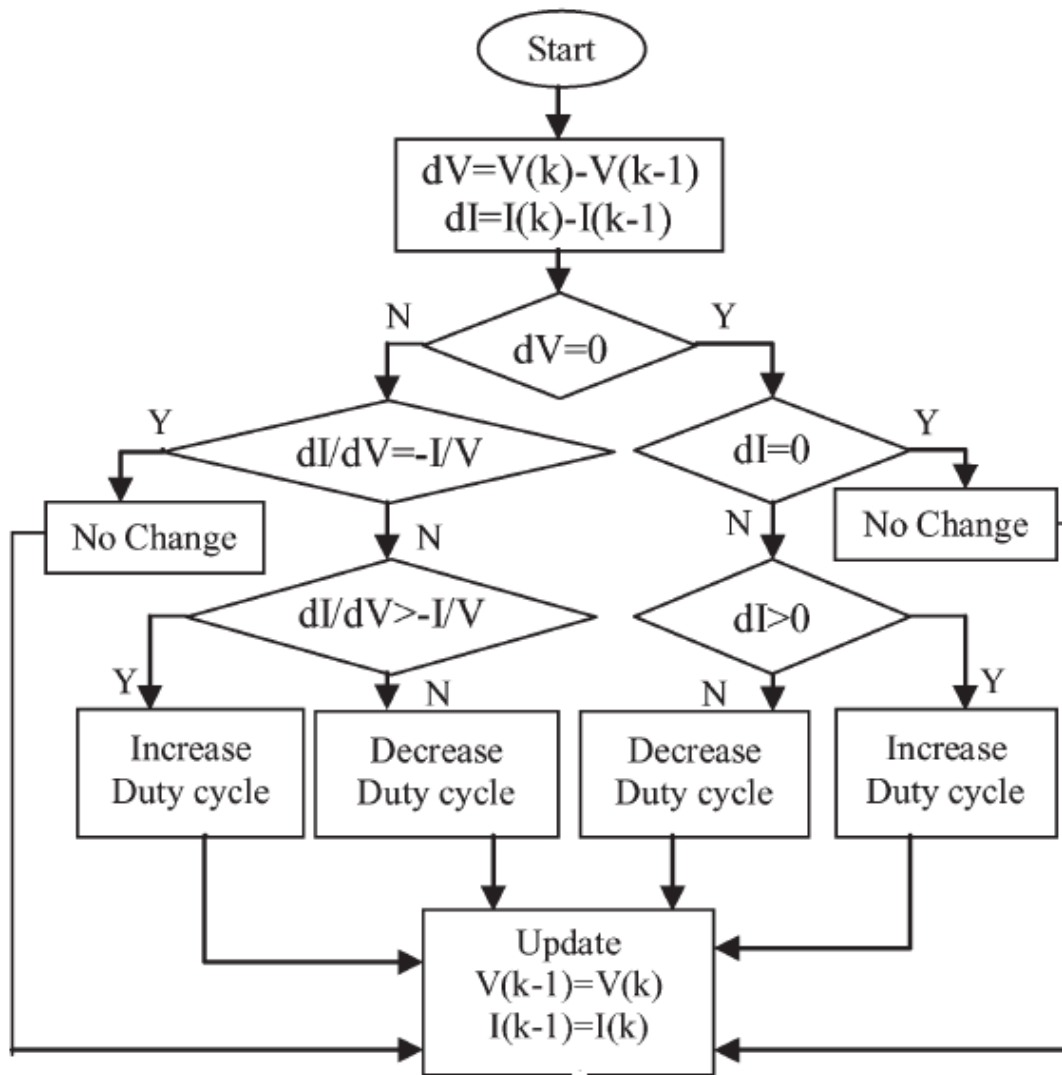 Start
dV=V(k)-V(k-1)
dI=I(k)-I(k-1)
N
Y
dV=0
Y
dI/dV=-I/V
dI=0
Y
No Change
N
N
No Change
dI/dV>-I/V
dI>0
Y
N
N
Y
Increase
Duty cycle
Decrease
Duty cycle
Decrease
Duty cycle
Increase
Duty cycle
Update
V(k-1)=V(k)
I(k-1)=I(k)